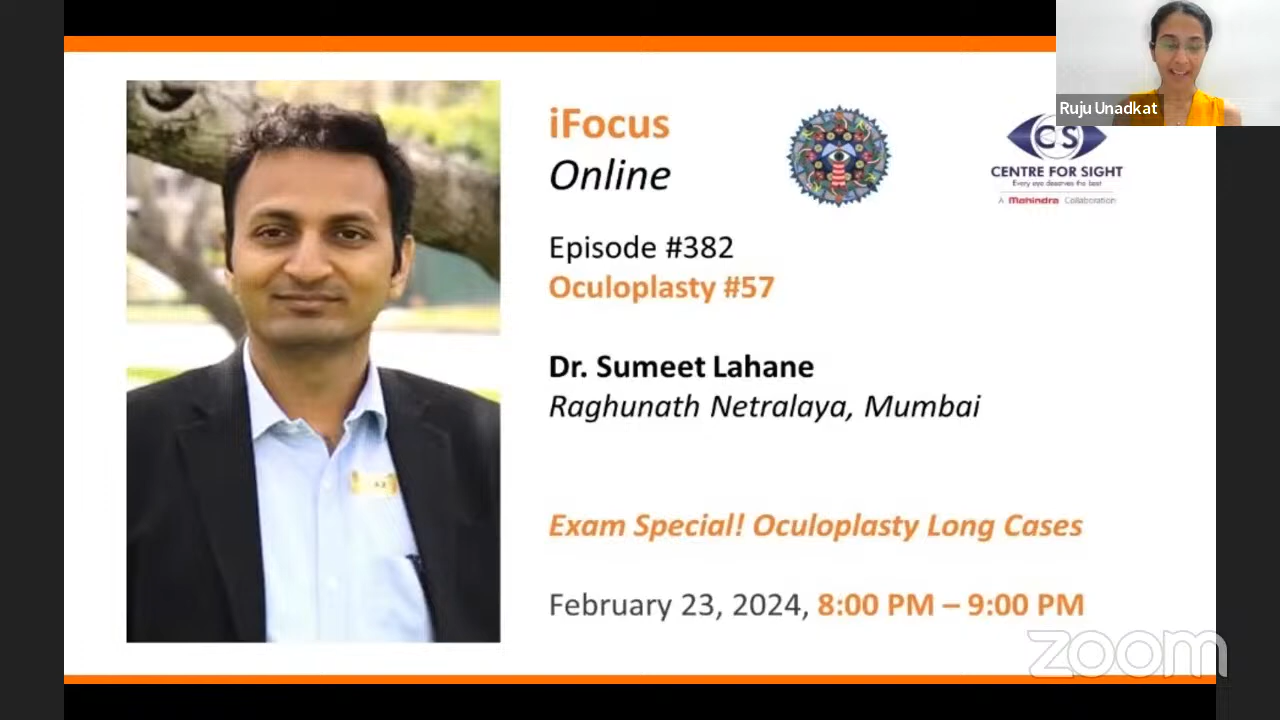 Ruju Unadkat
iFocus
Online
CS
CENTRE FOR SIGHT
Every eye deserves the best
A Mahindra Collaboration
Episode #382
Oculoplasty #57
Dr. Sumeet Lahane
Raghunath Netralaya, Mumbai
Exam Special! Oculoplasty Long Cases
February 23, 2024, 8:00 PM – 9:00 PM
zoom